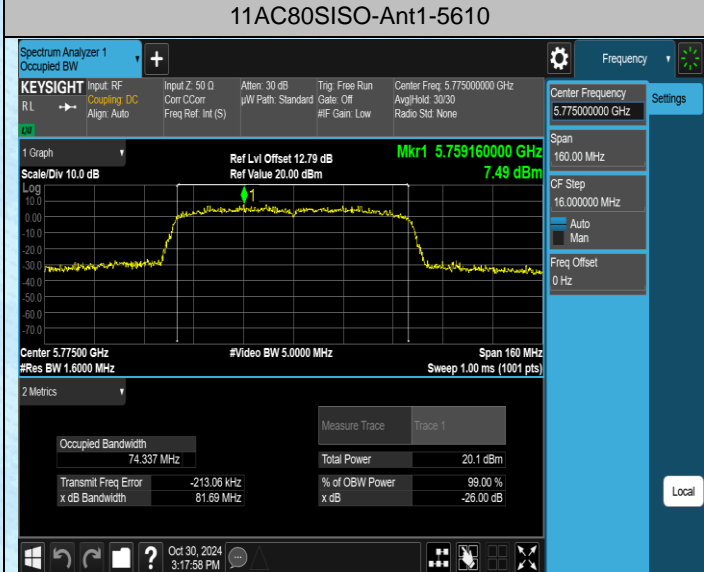 11AC80SISO-Ant1-5610
Spectrum Analyzer 1
Occupied BW
Frequency
KEYSIGHT
Input: RF
Input Z: 50 Ω
Atten: 30 dB
Trig: Free Run
Center Freq: 5.775000000 GHz
RL
Coupling: DC
Corr CCorr
µW Path: Standard
Gate: Off
Avg|Hold: 30/30
Align: Auto
Freq Ref: Int (S)
#IF Gain: Low
Radio Std: None
LXI
Center Frequency
5.775000000 GHz
Settings
Span
160.00 MHz
CF Step
16.000000 MHz
Auto
Man
Freq Offset
0 Hz
1 Graph
Ref Lvl Offset 12.79 dB
Mkr1 5.759160000 GHz
Scale/Div 10.0 dB
Ref Value 20.00 dBm
7.49 dBm
Log
1
10.0
0.00
-10.0
-20.0
-30.0
-40.0
-50.0
-60.0
-70.0
Center 5.77500 GHz
#Video BW 5.0000 MHz
Span 160 MHz
#Res BW 1.6000 MHz
Sweep 1.00 ms (1001 pts)
2 Metrics
Measure Trace
Trace 1
Occupied Bandwidth
74.337 MHz
Total Power
20.1 dBm
Transmit Freq Error
-213.06 kHz
% of OBW Power
99.00 %
x dB Bandwidth
81.69 MHz
x dB
-26.00 dB
Local
?
Oct 30, 2024
3:17:58 PM